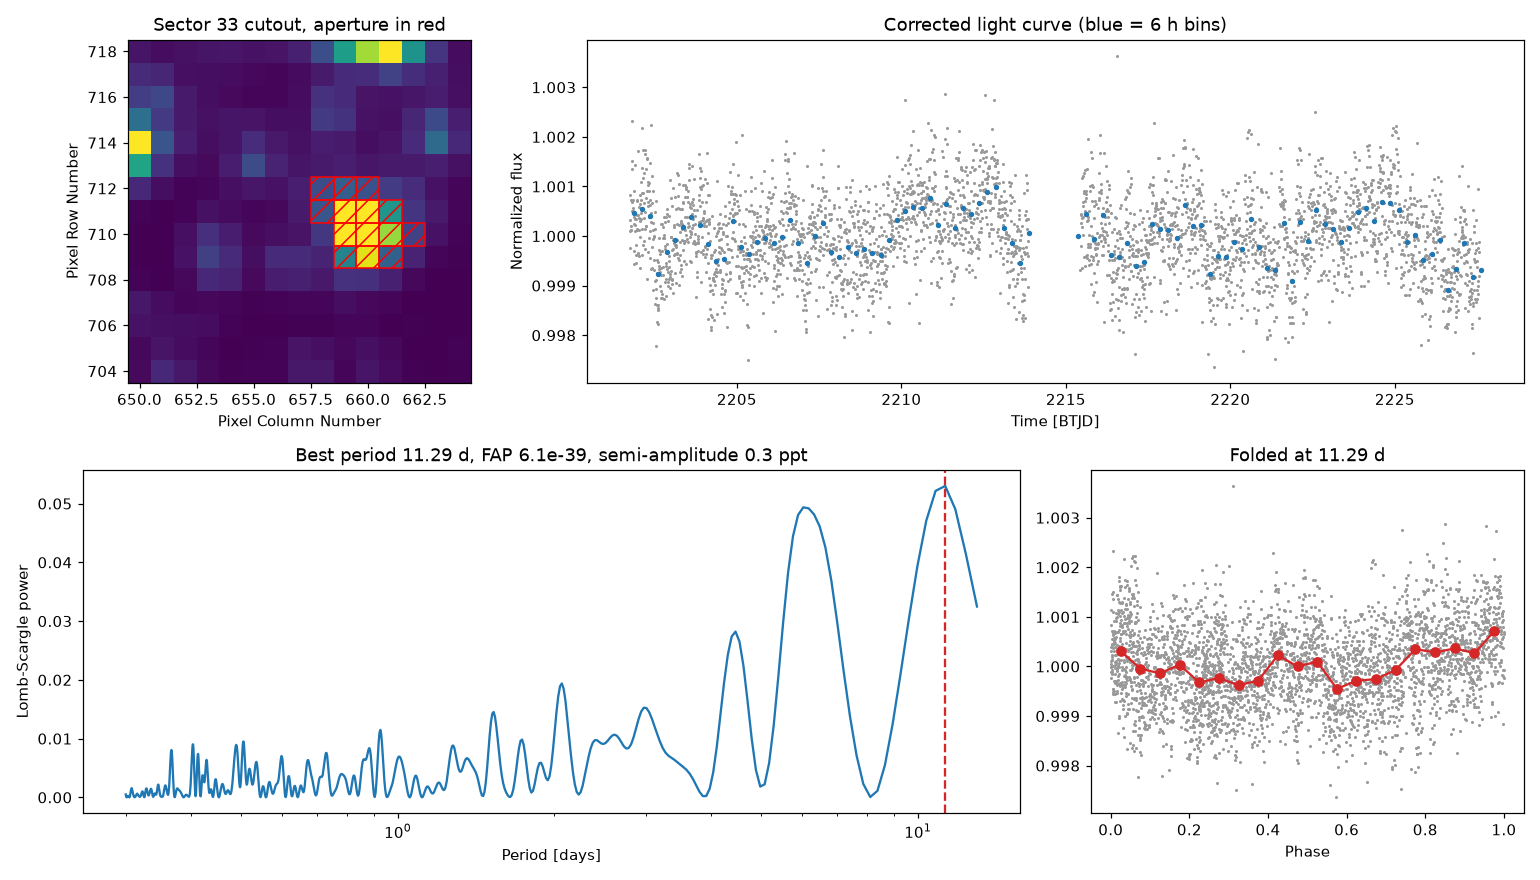 Sector 33 cutout, aperture in red
718
716
714
712
710
708
706
704
Pixel Row Number
650.0 652.5 655.0 657.5 660.0 662.5
Pixel Column Number
Corrected light curve (blue = 6 h bins)
1.003
1.002
1.001
1.000
0.999
0.998
Normalized flux
2205 2210 2215 2220 2225
Time [BTJD]
Best period 11.29 d, FAP 6.1e-39, semi-amplitude 0.3 ppt
0.05
0.04
0.03
0.02
0.01
0.00
Lomb-Scargle power
10⁰ 10¹
Period [days]
Folded at 11.29 d
1.003
1.002
1.001
1.000
0.999
0.998
0.0 0.2 0.4 0.6 0.8 1.0
Phase